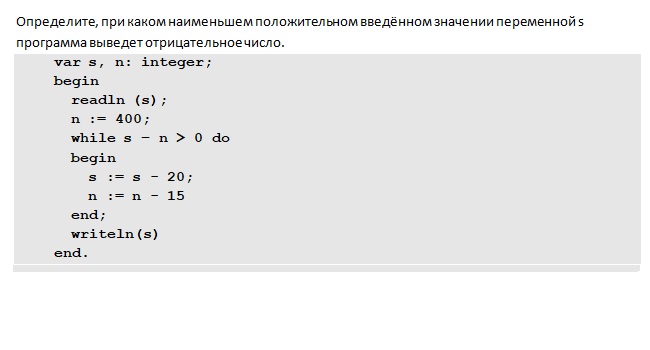 Определите, при каком наименьшем положительном введённом значении переменной s
программа выведет отрицательное число.
var s, n: integer;
begin
readln (s);
n := 400;
while s − n > 0 do
begin
s := s - 20;
n := n - 15
end;
writeln(s)
end.